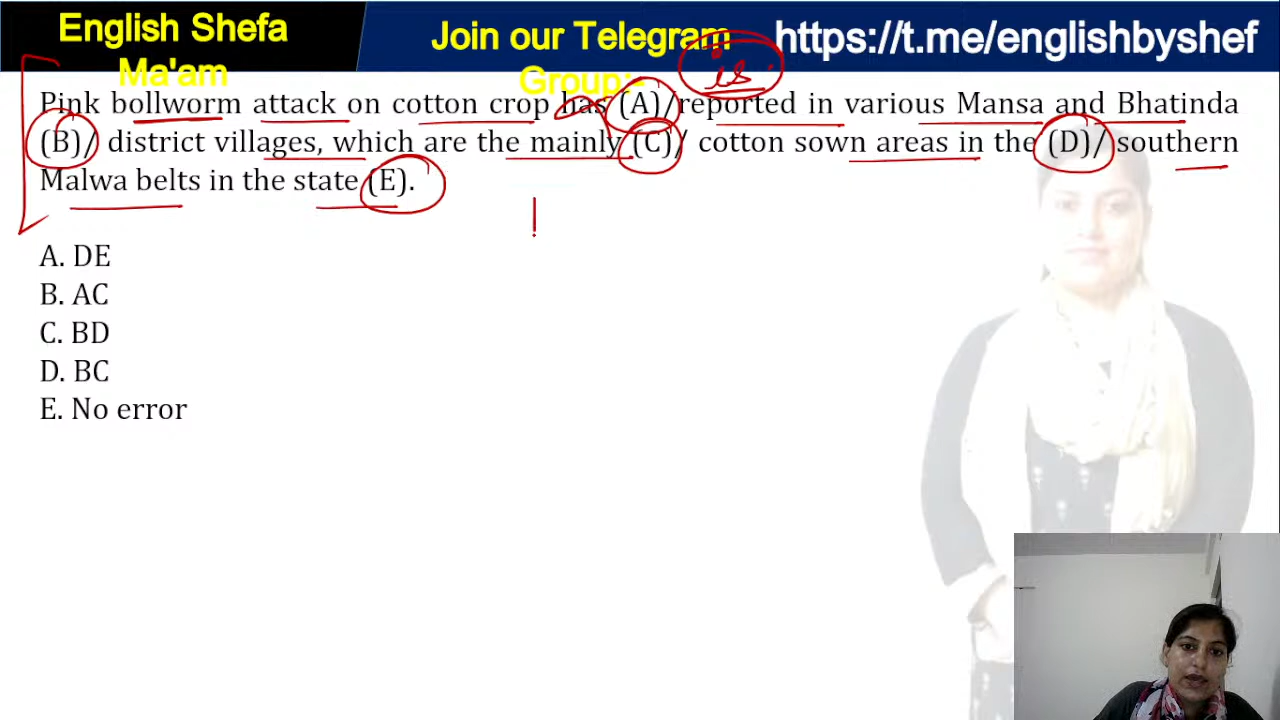 English Shefa Ma'am
Join our Telegram Group:-
https://t.me/englishbyshef
is
Pink bollworm attack on cotton crop has (A)/reported in various Mansa and Bhatinda
(B)/ district villages, which are the mainly (C)/ cotton sown areas in the (D)/ southern
Malwa belts in the state (E).
A. DE
B. AC
C. BD
D. BC
E. No error